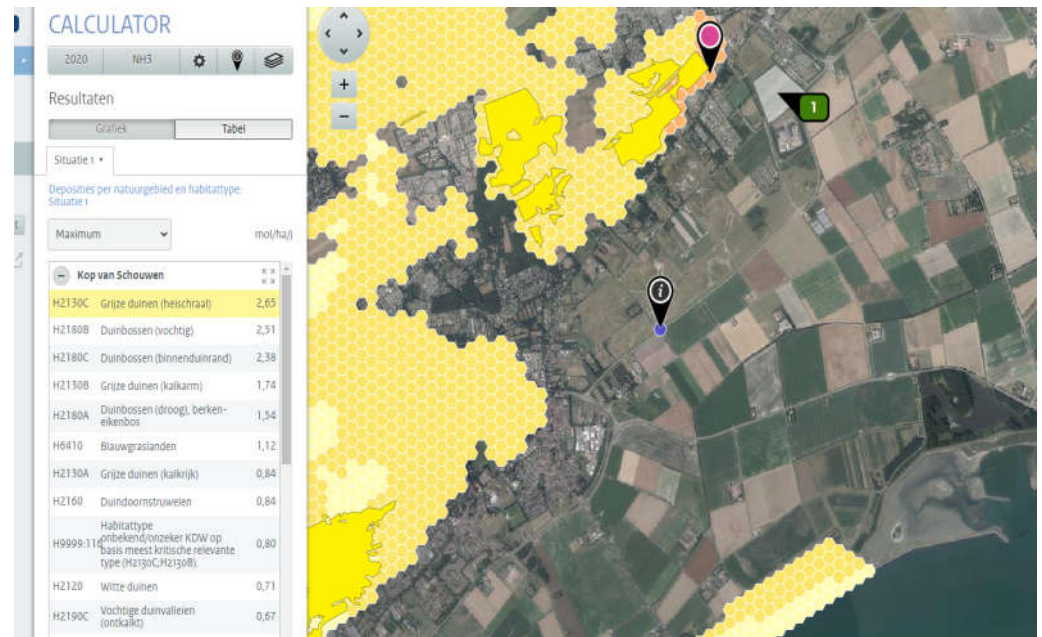 CALCULATOR
2020 NH3
Resultaten
Grafiek Tabel
Situatie 1
Deposities per natuurgebied en habitattype:
Situatie 1
Maximum mol/ha/j
Kop van Schouwen
H2130C Grijze duinen (heischraal) 2,65
H2180B Duinbossen (vochtig) 2,51
H2180C Duinbossen (binnenduinrand) 2,38
H2130B Grijze duinen (kalkarm) 1,74
H2180A Duinbossen (droog), berken-
eikenbos 1,54
H6410 Blauwgraslanden 1,12
H2130A Grijze duinen (kalkrijk) 0,84
H2160 Duindoornstruwelen 0,84
Habitattype
H9999:116 onbekend/onzeker KDW op
basis meest kritische relevante 0,80
type (H2130C;H2130B).
H2120 Witte duinen 0,71
H2190C Vochtige duinvalleien
(ontkalkt) 0,67
+
−
i
1